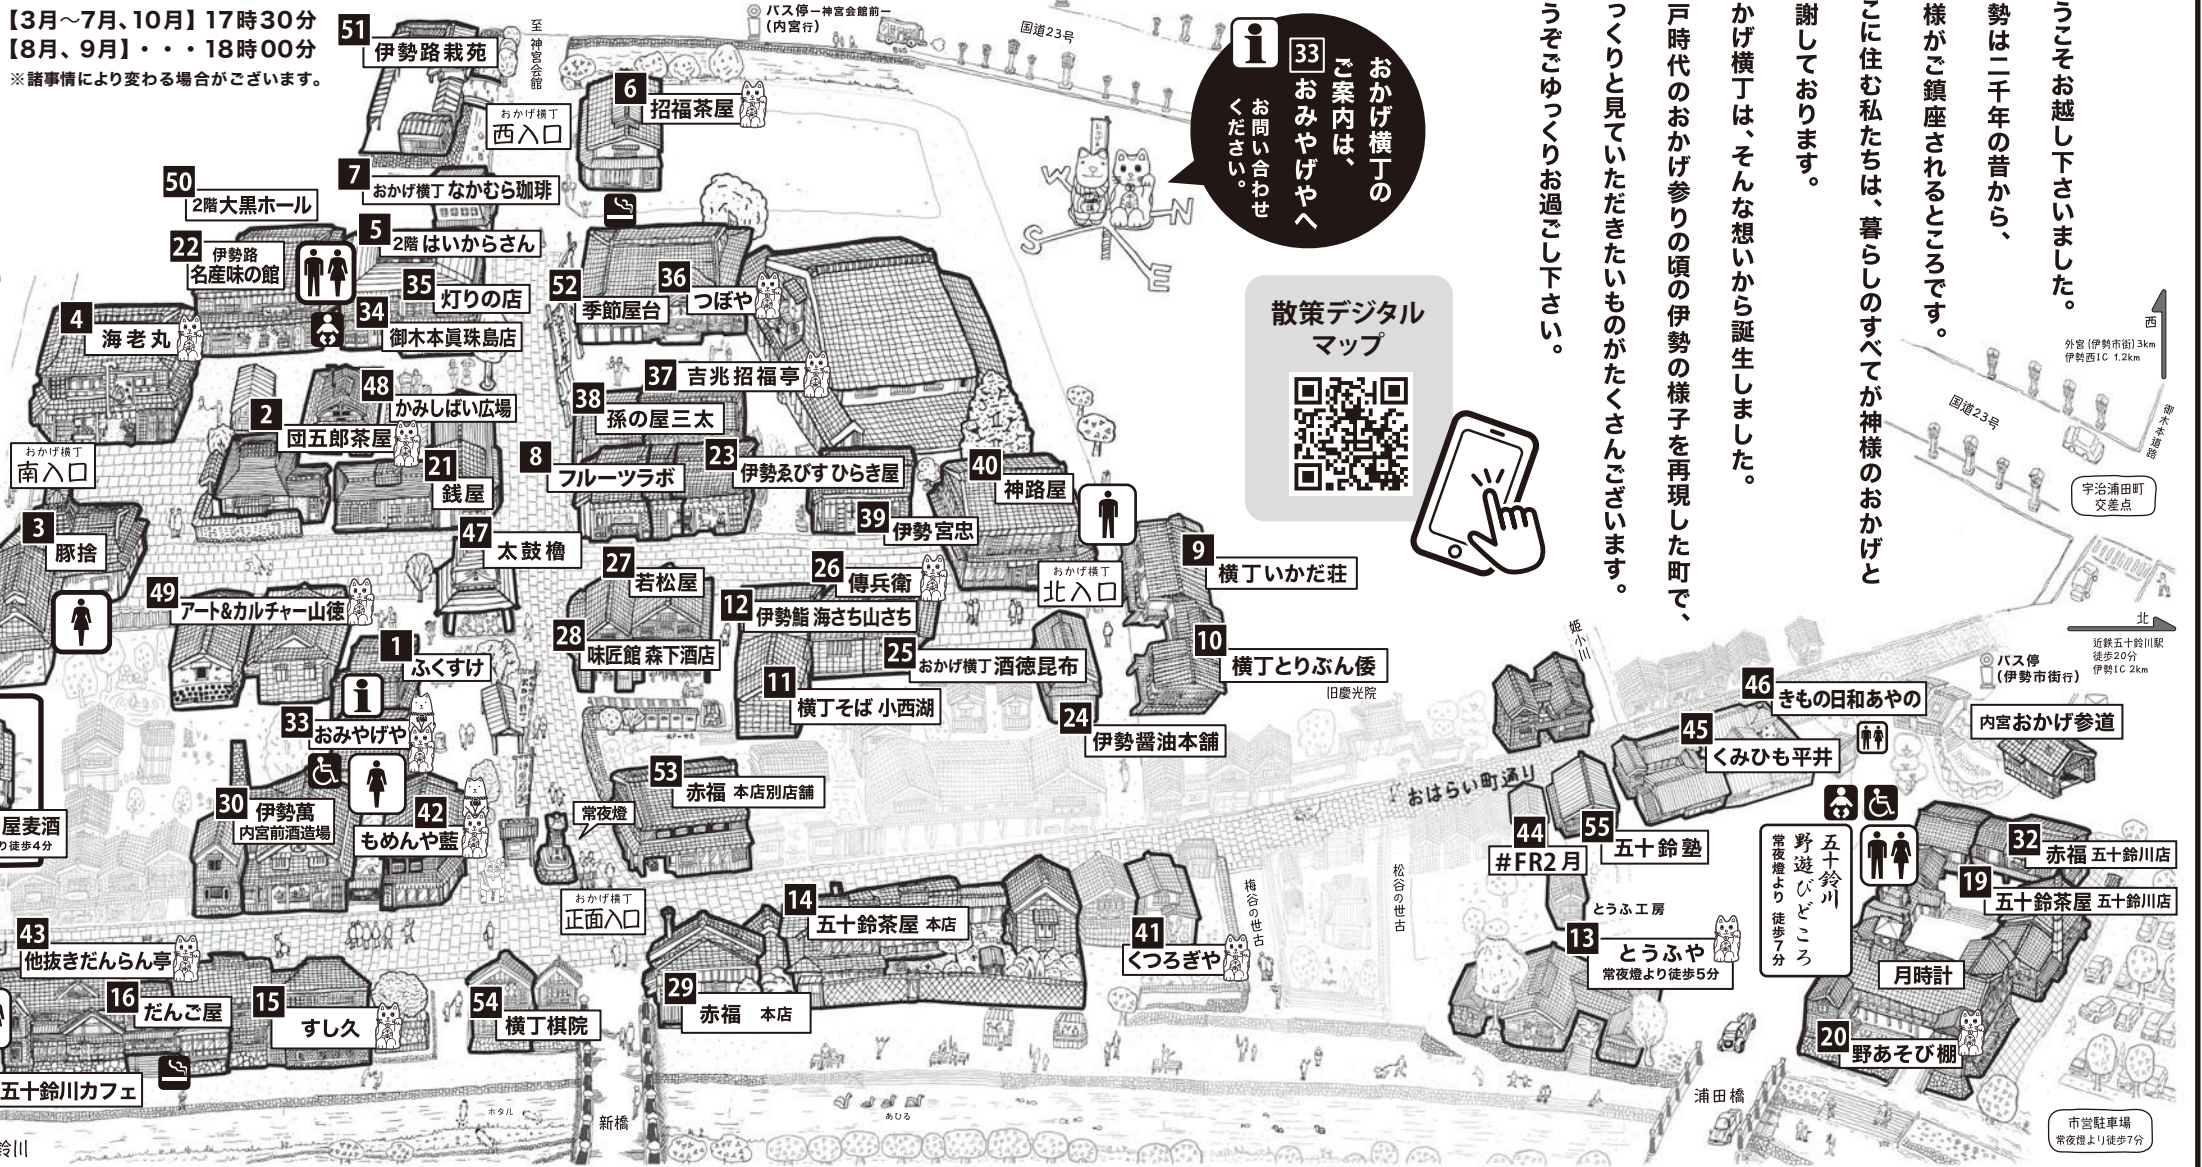 【3月〜7月、10月】17時30分
【8月、9月】・・・18時00分
※諸事情により変わる場合がございます。
51 伊勢路栽苑
至 神宮会館
バス停ー神宮会館前ー
(内宮行)
国道23号
おかげ横丁の
ご案内は、
33 おみやげやへ
お問い合わせ
ください。
うこそお越し下さいました。
勢は二千年の昔から、
様がご鎮座されるところです。
こに住む私たちは、暮らしのすべてが神様のおかげと
謝しております。
かげ横丁は、そんな想いから誕生しました。
戸時代のおかげ参りの頃の伊勢の様子を再現した町で、
っくりと見ていただきたいものがたくさんございます。
うぞごゆっくりお過ごし下さい。
6 招福茶屋
おかげ横丁
西入口
7 おかげ横丁 なかむら珈琲
50 2階 大黒ホール
5 2階 はいからさん
22 伊勢路
名産味の館
35 灯りの店
34 御木本眞珠島店
52 季節屋台
36 つぼや
W N S E
散策デジタル
マップ
4 海老丸
37 吉兆招福亭
48 かみしばい広場
38 孫の屋三太
2 団五郎茶屋
おかげ横丁
南入口
21 銭屋
8 フルーツラボ
23 伊勢ゑびす ひらき屋
40 神路屋
39 伊勢宮忠
3 豚捨
47 太鼓櫓
27 若松屋
26 傳兵衛
おかげ横丁
北入口
9 横丁いかだ荘
49 アート&カルチャー山徳
12 伊勢鮨 海さち山さち
28 味匠館 森下酒店
25 おかげ横丁 酒徳昆布
10 横丁とりぶん倭
旧慶光院
1 ふくすけ
11 横丁そば 小西湖
24 伊勢醤油本舗
33 おみやげや
53 赤福 本店別店舗
30 伊勢萬
内宮前酒造場
42 もめんや藍
常夜燈
屋麦酒
り徒歩4分
おかげ横丁
正面入口
14 五十鈴茶屋 本店
43 他抜きだんらん亭
41 くつろぎや
16 だんご屋
15 すし久
54 横丁棋院
29 赤福 本店
五十鈴川カフェ
ホタル
新橋
あひる
鈴川
西
外宮(伊勢市街)3km
伊勢西IC 1.2km
国道23号
御木本道路
宇治浦田町
交差点
北
近鉄五十鈴川駅
徒歩20分
伊勢IC 2km
バス停
(伊勢市街行)
姫小川
46 きもの日和あやの
内宮おかげ参道
45 くみひも平井
おはらい町通り
44 #FR2月
55 五十鈴塾
梅谷の世古
松谷の世古
とうふ工房
13 とうふや
常夜燈より徒歩5分
五十鈴川
野遊びどころ
常夜燈より 徒歩7分
32 赤福 五十鈴川店
19 五十鈴茶屋 五十鈴川店
月時計
20 野あそび棚
浦田橋
市営駐車場
常夜燈より徒歩7分